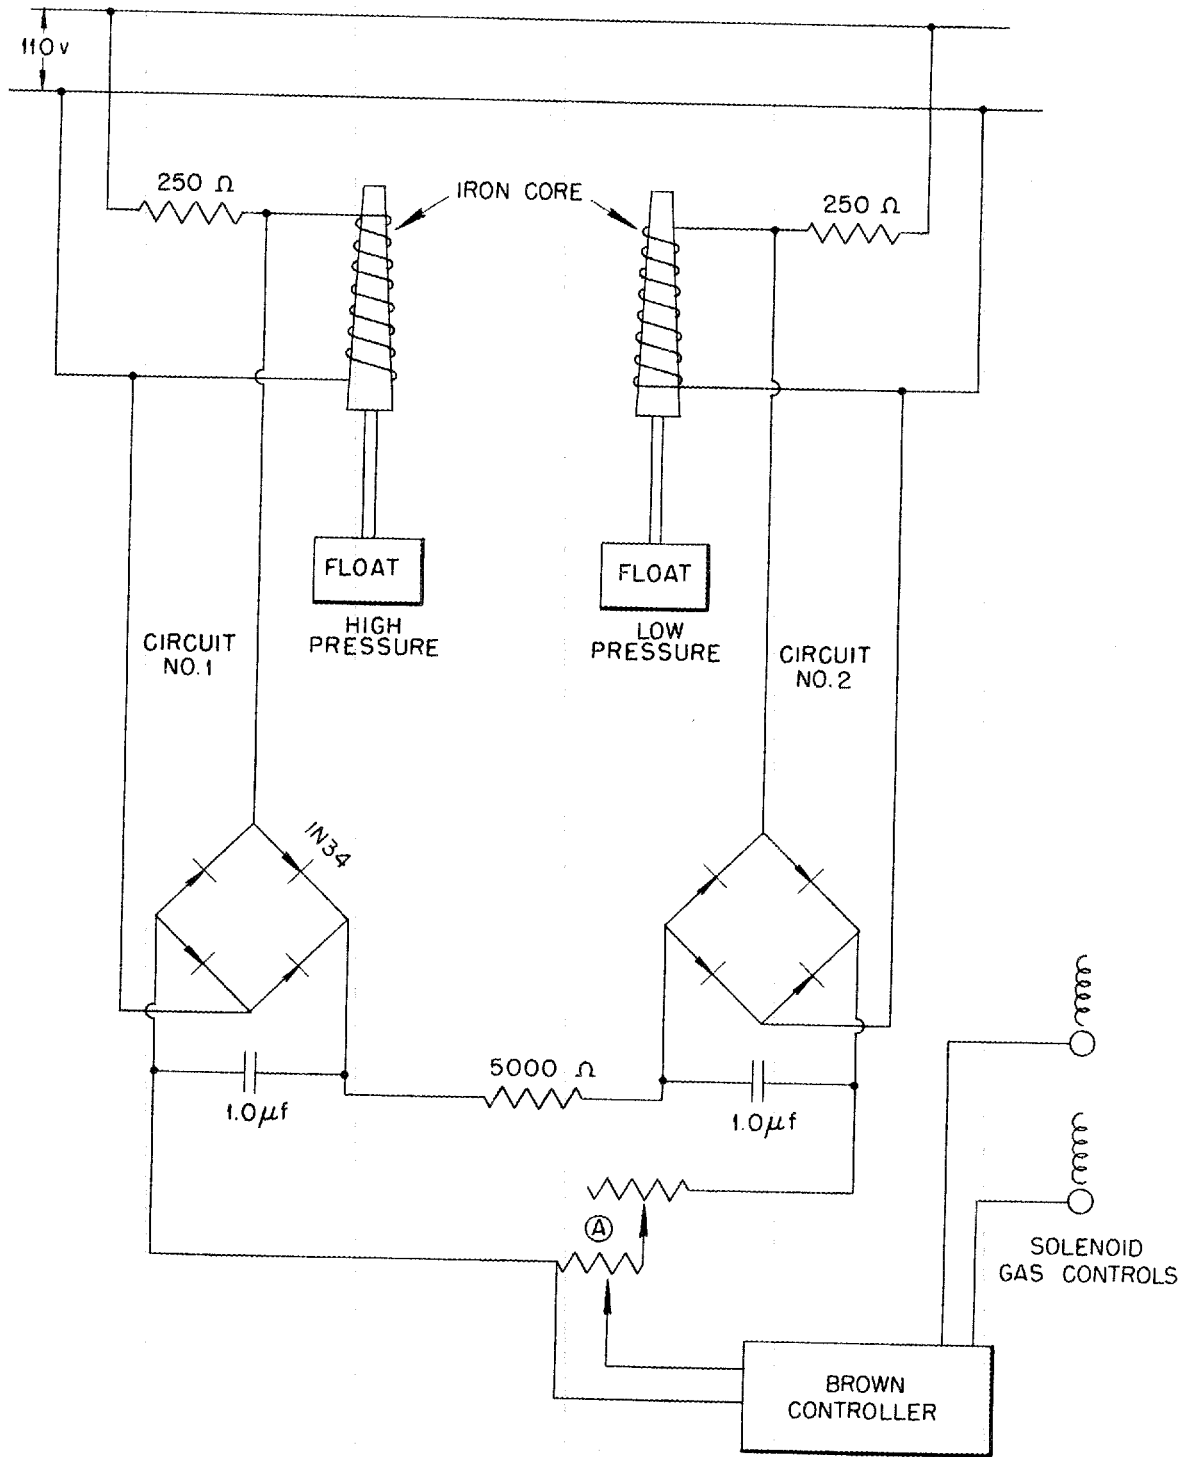 110 v
250 Ω
IRON CORE
250 Ω
FLOAT
HIGH
PRESSURE
FLOAT
LOW
PRESSURE
CIRCUIT
NO. 1
CIRCUIT
NO. 2
IN34
5000 Ω
1.0 μf
1.0 μf
A
SOLENOID
GAS CONTROLS
BROWN
CONTROLLER